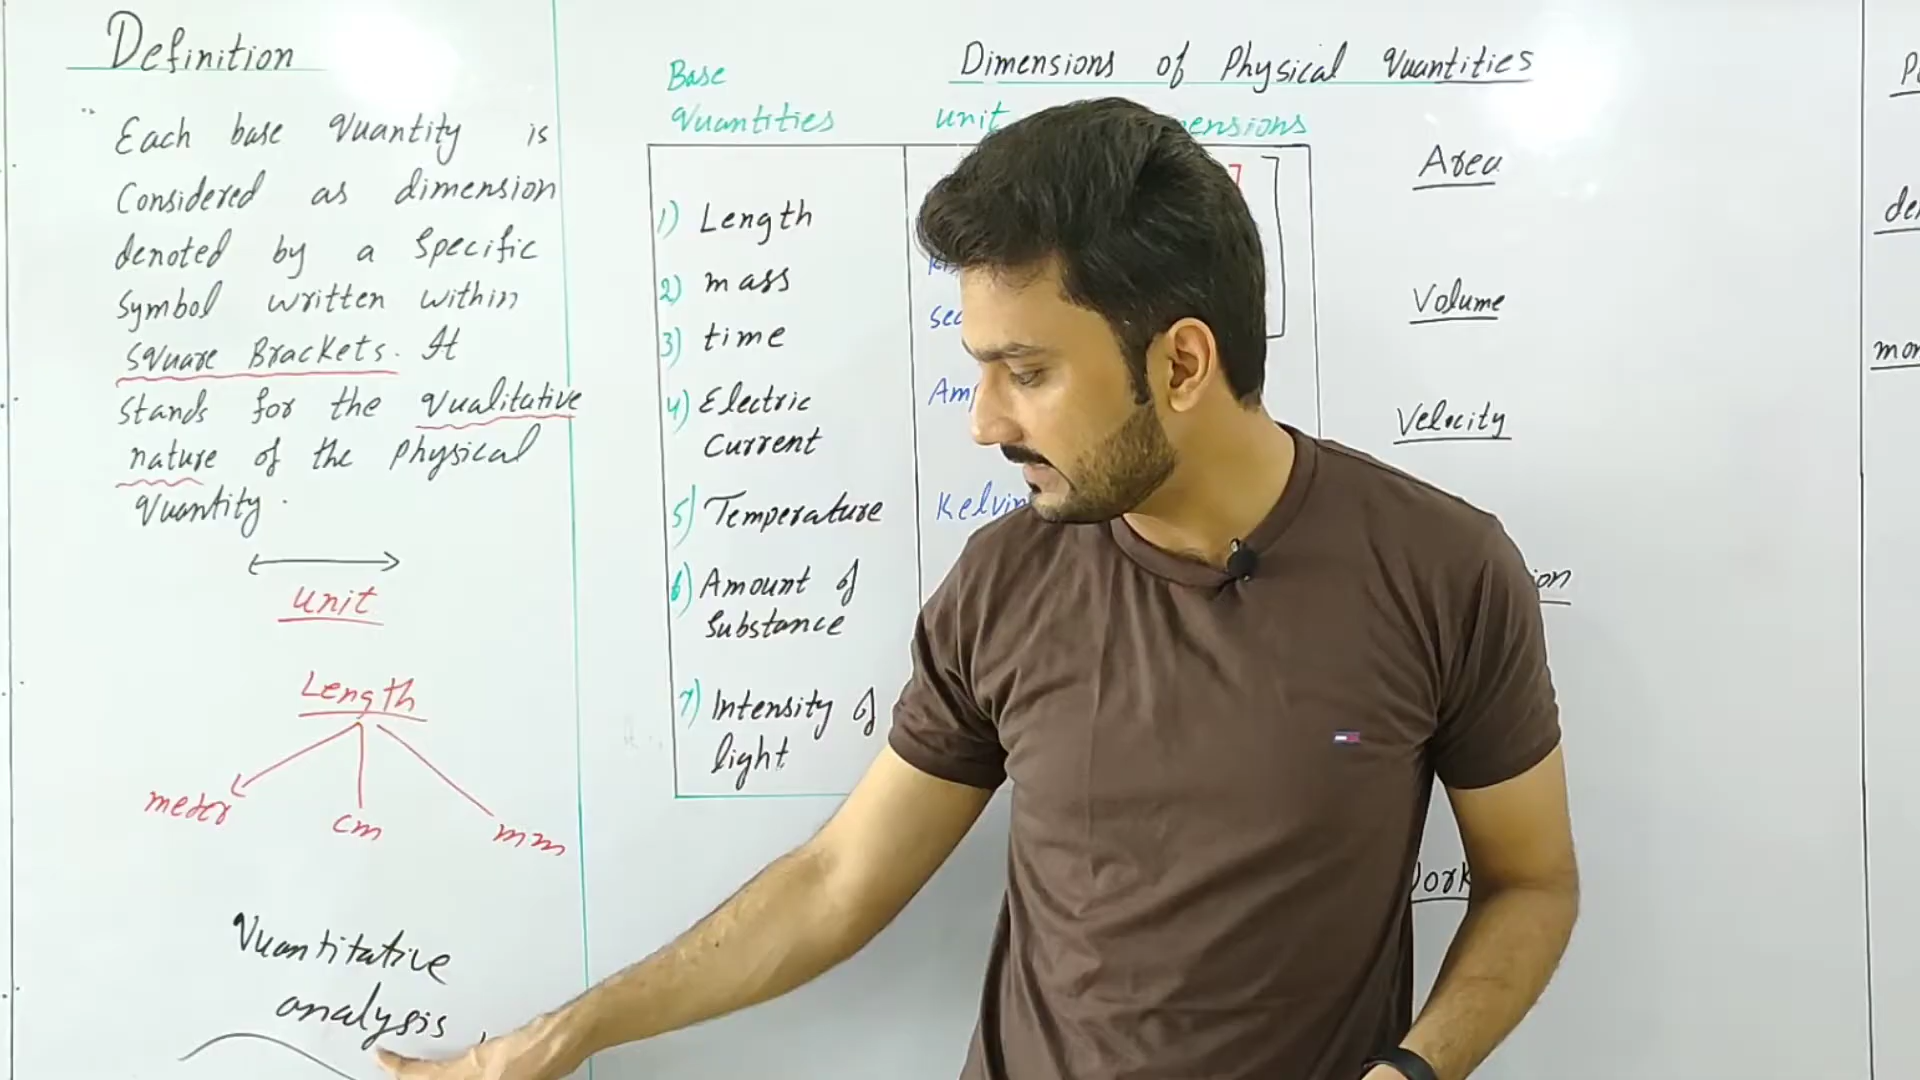 Definition
"Each base Quantity is
Considered as dimension
denoted by a Specific
Symbol written within
Square Brackets. It
Stands for the Qualitative
nature of the Physical
Quantity.
unit
Length
meter cm mm
Quantitative
analysis
Dimensions of Physical Quantities
Base
Quantities unit
1) Length
2) mass
3) time
4) Electric
Current
5) Temperature Kelvin
6) Amount of
Substance
7) Intensity of
light
Area
Volume
Velocity